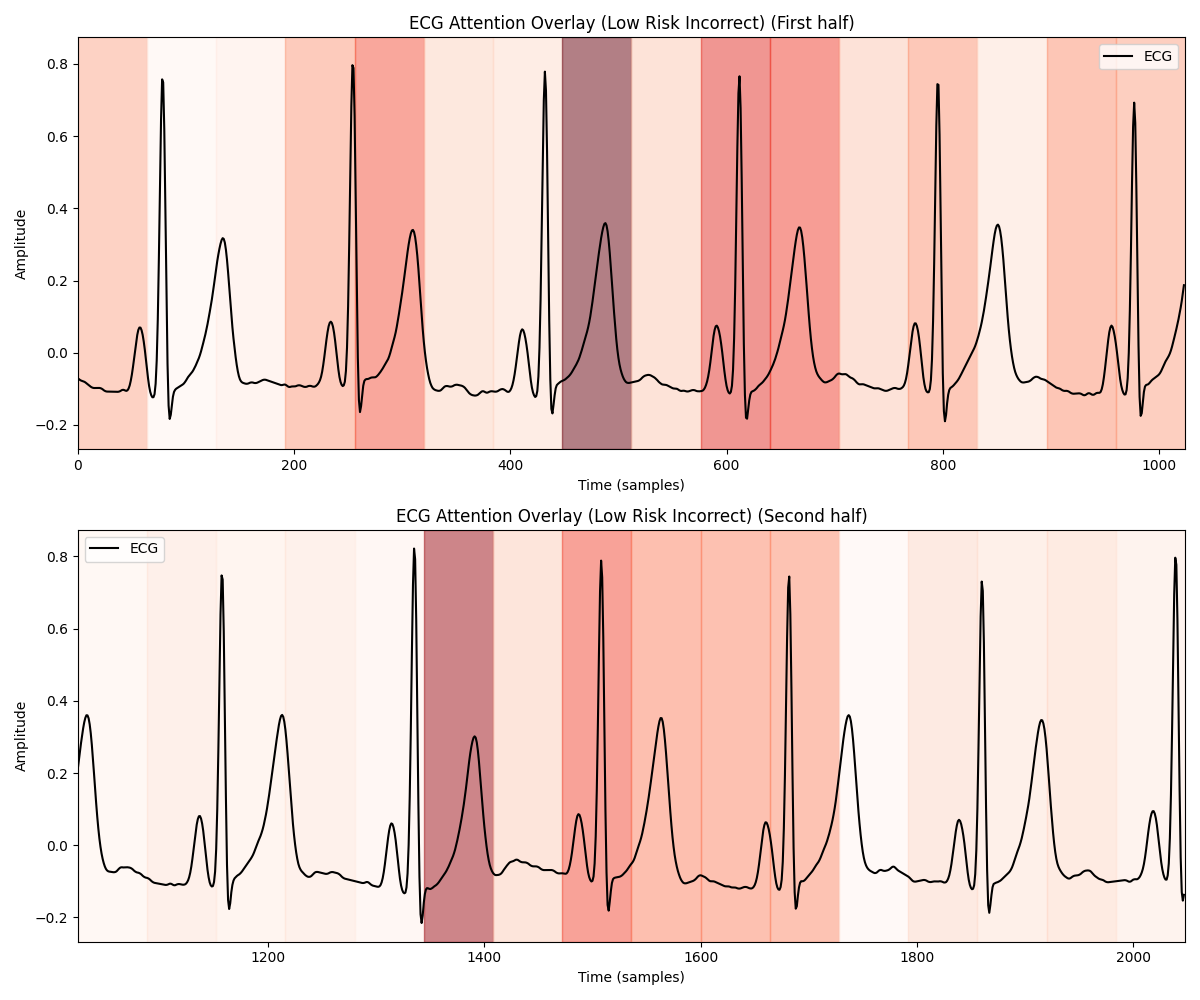 ECG Attention Overlay (Low Risk Incorrect) (First half)
ECG
Amplitude
0.8
0.6
0.4
0.2
0.0
−0.2
0 200 400 600 800 1000
Time (samples)
ECG Attention Overlay (Low Risk Incorrect) (Second half)
ECG
Amplitude
0.8
0.6
0.4
0.2
0.0
−0.2
1200 1400 1600 1800 2000
Time (samples)